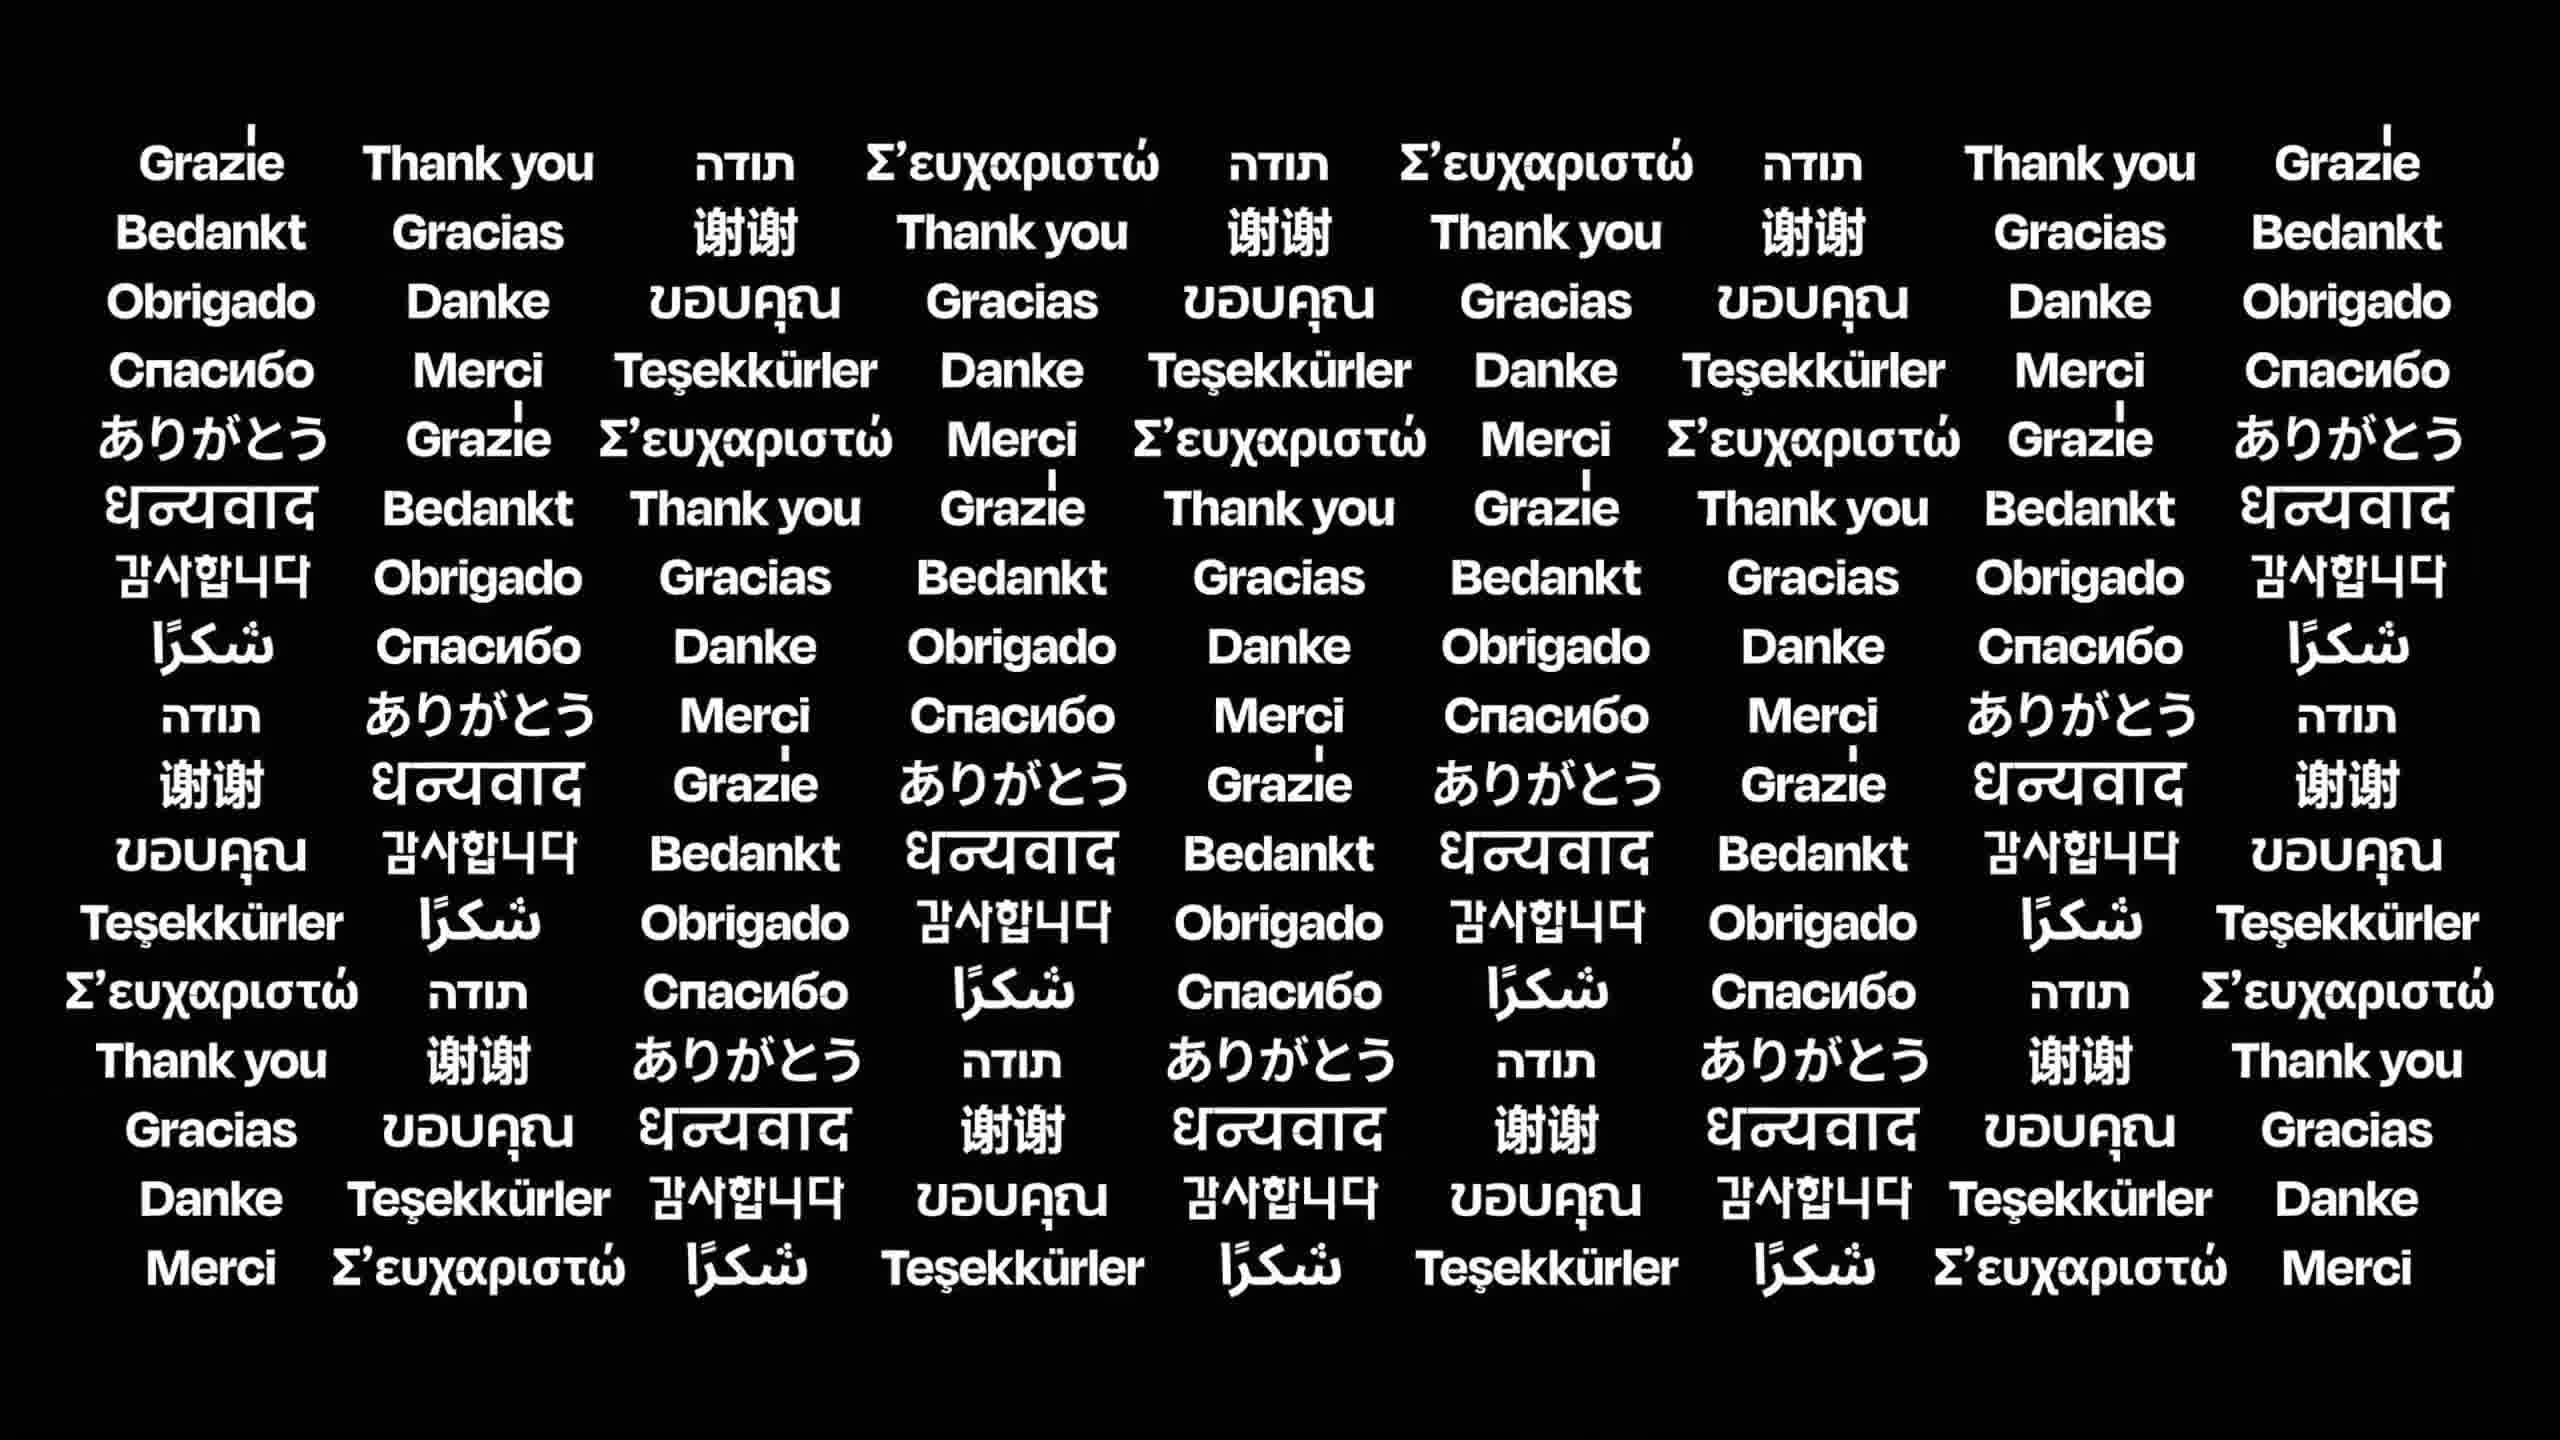 Grazie Thank you תודה Σ’ευχαριστώ תודה Σ’ευχαριστώ תודה Thank you Grazie
Bedankt Gracias 谢谢 Thank you 谢谢 Thank you 谢谢 Gracias Bedankt
Obrigado Danke ขอบคุณ Gracias ขอบคุณ Gracias ขอบคุณ Danke Obrigado
Спасибо Merci Teşekkürler Danke Teşekkürler Danke Teşekkürler Merci Спасибо
ありがとう Grazie Σ’ευχαριστώ Merci Σ’ευχαριστώ Merci Σ’ευχαριστώ Grazie ありがとう
धन्यवाद Bedankt Thank you Grazie Thank you Grazie Thank you Bedankt धन्यवाद
감사합니다 Obrigado Gracias Bedankt Gracias Bedankt Gracias Obrigado 감사합니다
شكرًا Спасибо Danke Obrigado Danke Obrigado Danke Спасибо شكرًا
תודה ありがとう Merci Спасибо Merci Спасибо Merci ありがとう תודה
谢谢 धन्यवाद Grazie ありがとう Grazie ありがとう Grazie धन्यवाद 谢谢
ขอบคุณ 감사합니다 Bedankt धन्यवाद Bedankt धन्यवाद Bedankt 감사합니다 ขอบคุณ
Teşekkürler شكرًا Obrigado 감사합니다 Obrigado 감사합니다 Obrigado شكرًا Teşekkürler
Σ’ευχαριστώ תודה Спасибо شكرًا Спасибо شكرًا Спасибо תודה Σ’ευχαριστώ
Thank you 谢谢 ありがとう תודה ありがとう תודה ありがとう 谢谢 Thank you
Gracias ขอบคุณ धन्यवाद 谢谢 धन्यवाद 谢谢 धन्यवाद ขอบคุณ Gracias
Danke Teşekkürler 감사합니다 ขอบคุณ 감사합니다 ขอบคุณ 감사합니다 Teşekkürler Danke
Merci Σ’ευχαριστώ شكرًا Teşekkürler شكرًا Teşekkürler شكرًا Σ’ευχαριστώ Merci